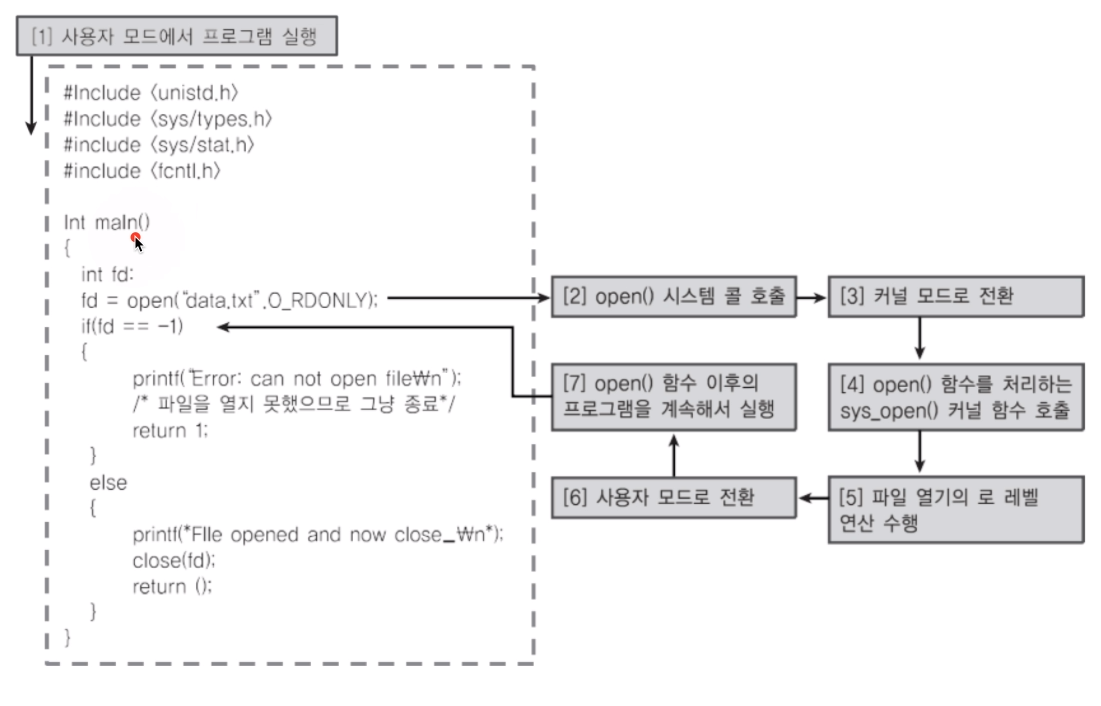 [1] 사용자 모드에서 프로그램 실행
#Include 〈unistd.h〉
#Include 〈sys/types.h〉
#include 〈sys/stat.h〉
#include 〈fcntl.h〉
Int maIn()
{
int fd:
fd = open("data.txt".O_RDONLY);
if(fd == -1)
{
printf("Error: can not open file₩n");
/* 파일을 열지 못했으므로 그냥 종료*/
return 1;
}
else
{
printf(*FIle opened and now close_₩n*);
close(fd);
return ();
}
}
[2] open() 시스템 콜 호출
[3] 커널 모드로 전환
[4] open() 함수를 처리하는
sys_open() 커널 함수 호출
[5] 파일 열기의 로 레벨
연산 수행
[6] 사용자 모드로 전환
[7] open() 함수 이후의
프로그램을 계속해서 실행